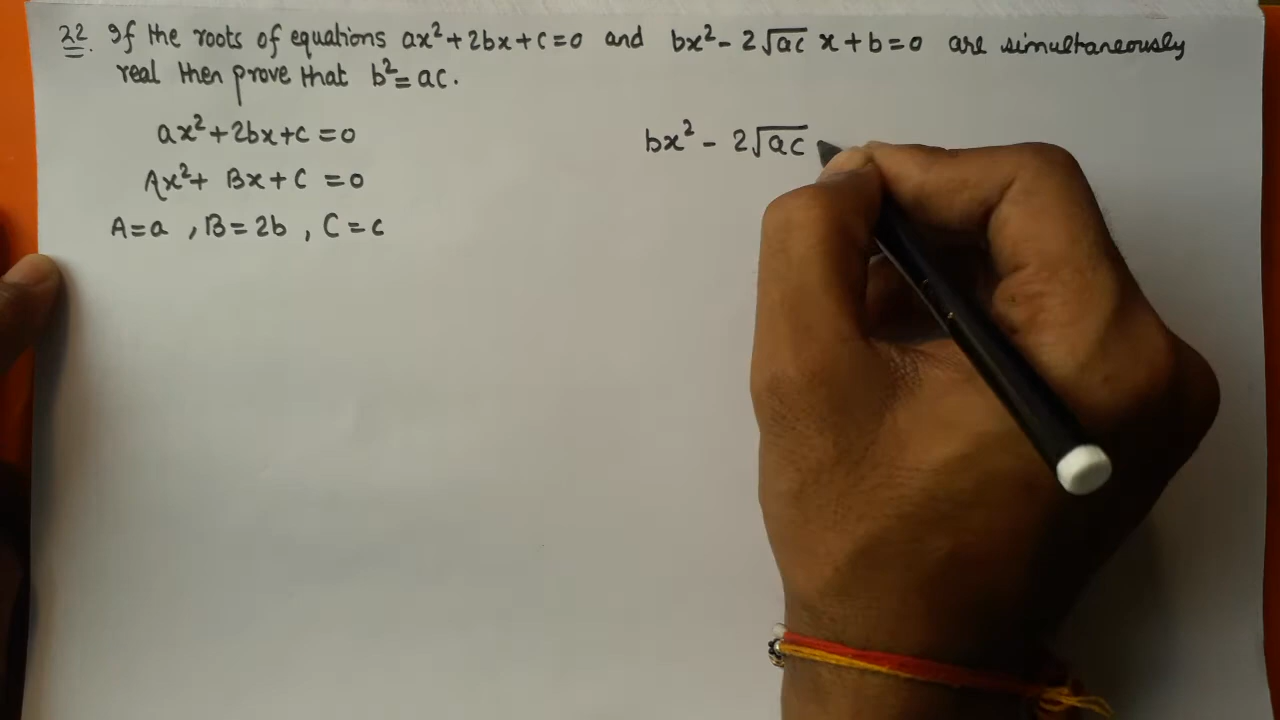 22. If the roots of equations ax²+2bx+c=0 and bx²-2√ac x+b=0 are simultaneously
real then prove that b²=ac.
ax²+2bx+c=0
Ax²+Bx+C=0
A=a, B=2b, C=c
bx²-2√ac